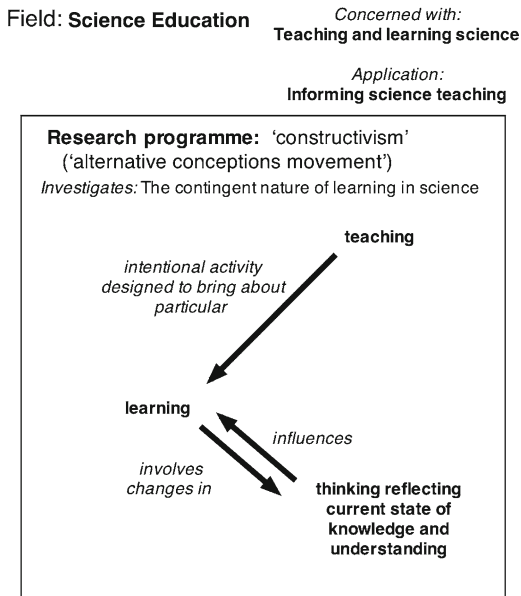 Field: Science Education
Concerned with:
Teaching and learning science
Application:
Informing science teaching
Research programme: ‘constructivism’
(‘alternative conceptions movement’)
Investigates: The contingent nature of learning in science
teaching
intentional activity
designed to bring about
particular
learning
influences
involves
changes in
thinking reflecting
current state of
knowledge and
understanding